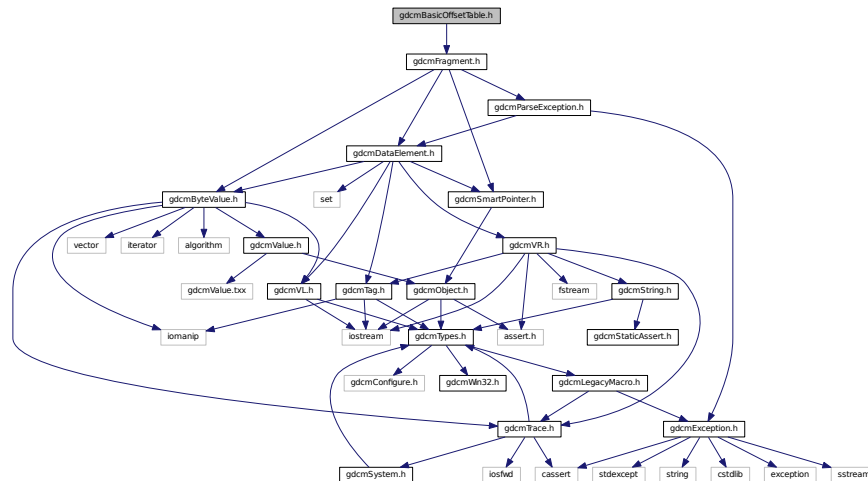 gdcmBasicOffsetTable.h
gdcmFragment.h
gdcmParseException.h
gdcmDataElement.h
gdcmByteValue.h
set
gdcmSmartPointer.h
vector
iterator
algorithm
gdcmValue.h
gdcmVR.h
gdcmValue.txx
gdcmVL.h
gdcmTag.h
gdcmObject.h
fstream
gdcmString.h
iomanip
iostream
gdcmTypes.h
assert.h
gdcmStaticAssert.h
gdcmConfigure.h
gdcmWin32.h
gdcmLegacyMacro.h
gdcmTrace.h
gdcmException.h
gdcmSystem.h
iosfwd
cassert
stdexcept
string
cstdlib
exception
sstream